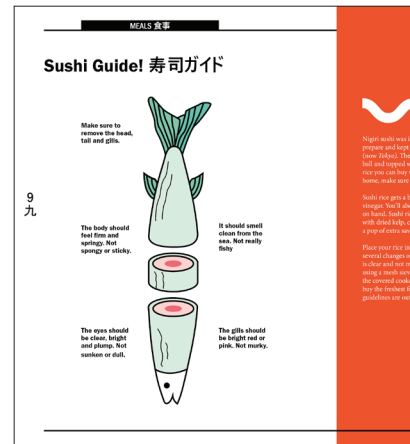 MEALS 食事
Sushi Guide! 寿司ガイド
Make sure to
remove the head,
tail and gills.
9
九
The body should
feel firm and
springy. Not
spongy or sticky.
It should smell
clean from the
sea. Not really
fishy
The eyes should
be clear, bright
and plump. Not
sunken or dull.
The gills should
be bright red or
pink. Not murky.
Nigiri sushi was i
prepare and kept
(now Tokyo). The
ball and topped w
rice you can buy
home, make sure
Sushi rice gets a b
vinegar. You'll als
on hand. Sushi ri
with dried kelp, c
a pop of extra sav
Place your rice in
several changes o
is clear and not m
using a mesh siev
the covered cooke
buy the freshest f
guidelines are ou